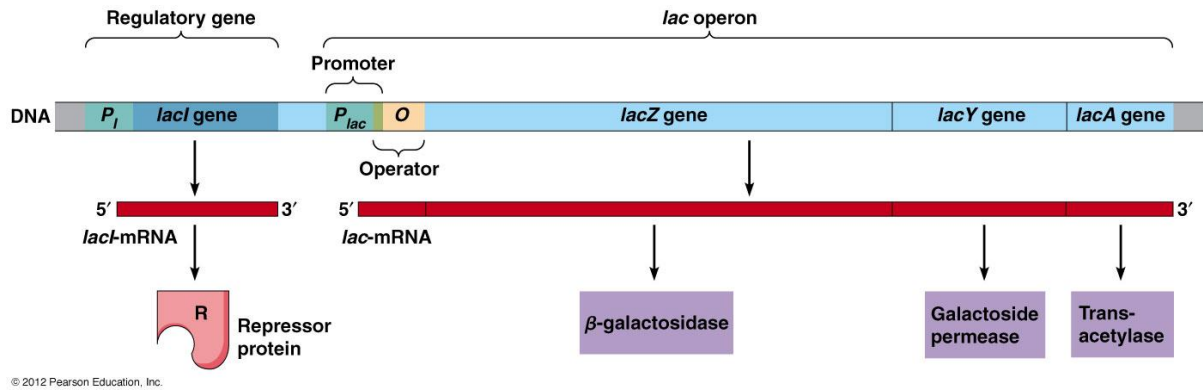 Regulatory gene
lac operon
Promoter
DNA
P_I
lacI gene
P_lac
O
lacZ gene
lacY gene
lacA gene
Operator
5′
3′
lacI-mRNA
5′
3′
lac-mRNA
R
Repressor
protein
β-galactosidase
Galactoside
permease
Trans-
acetylase
© 2012 Pearson Education, Inc.